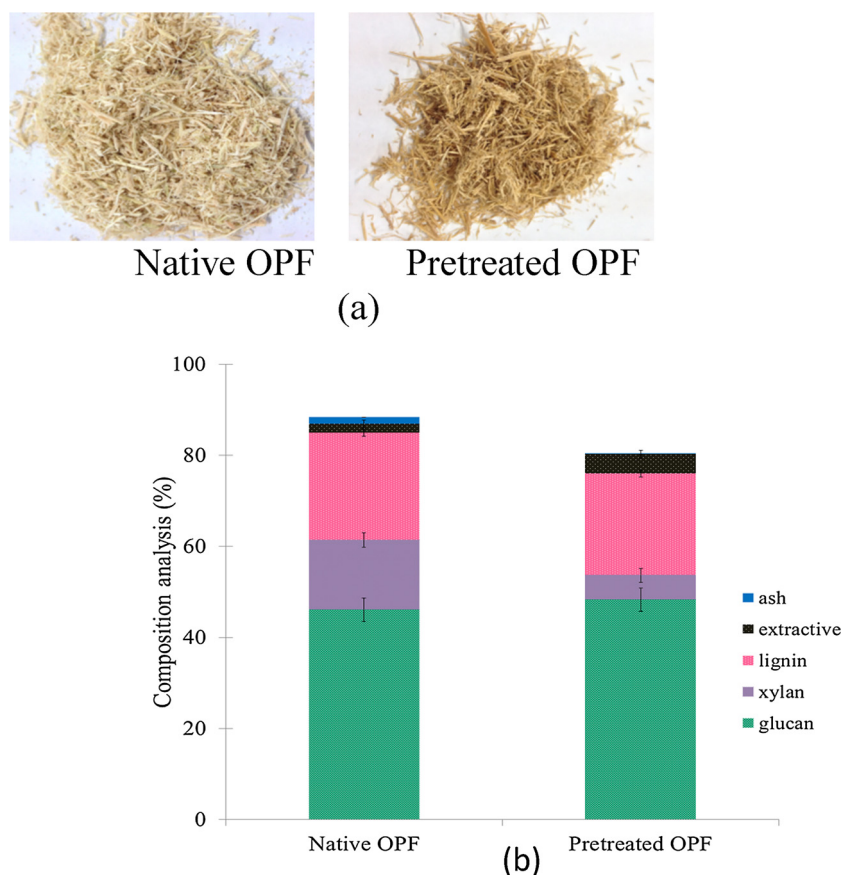 Native OPF
Pretreated OPF
(a)
100
80
60
40
20
0
Composition analysis (%)
ash
extractive
lignin
xylan
glucan
Native OPF
Pretreated OPF
(b)